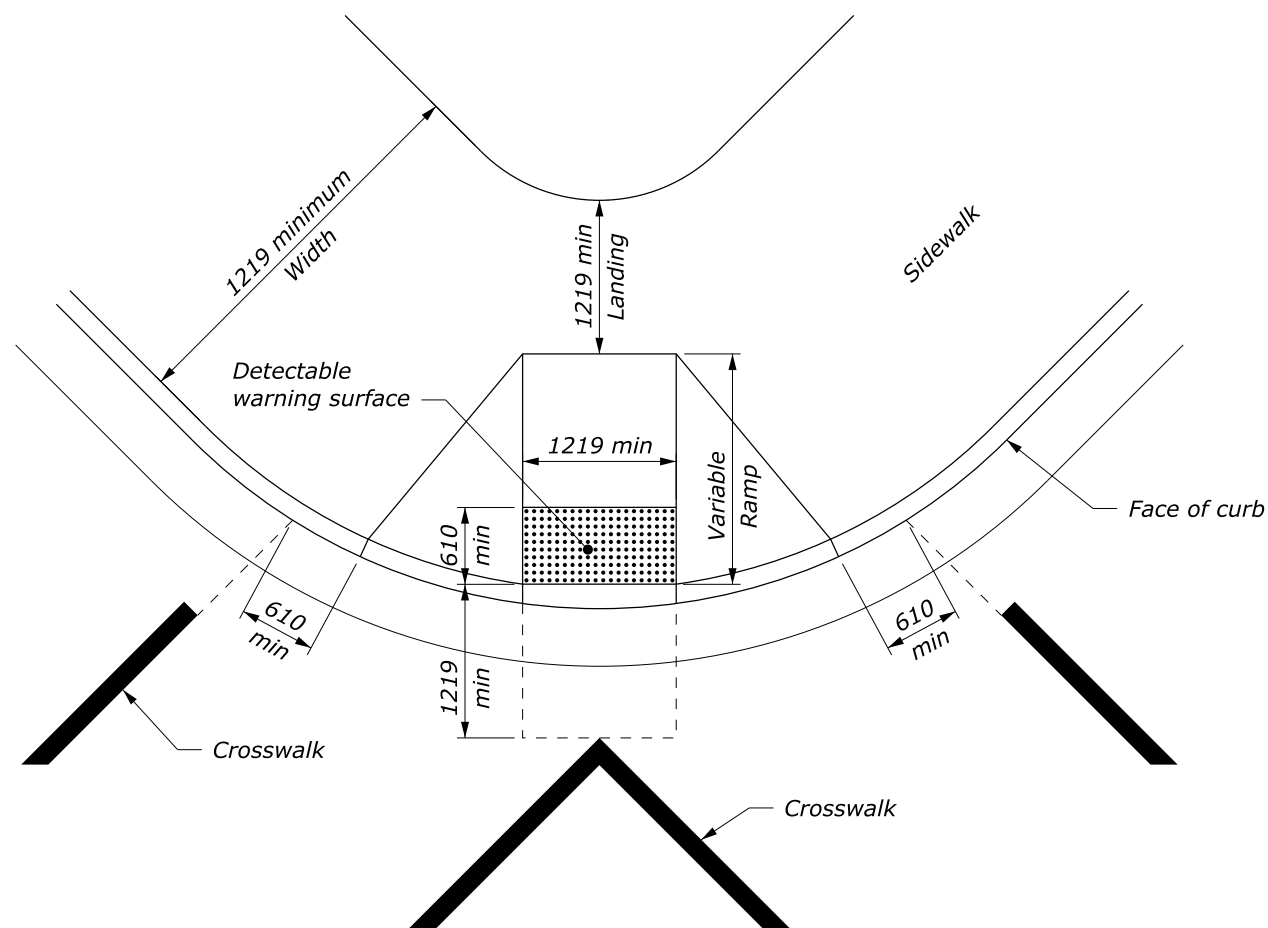 1219 minimum
Width
1219 min
Landing
Sidewalk
Detectable
warning surface
1219 min
Variable
Ramp
Face of curb
610
min
610
min
610
min
1219
min
Crosswalk
Crosswalk